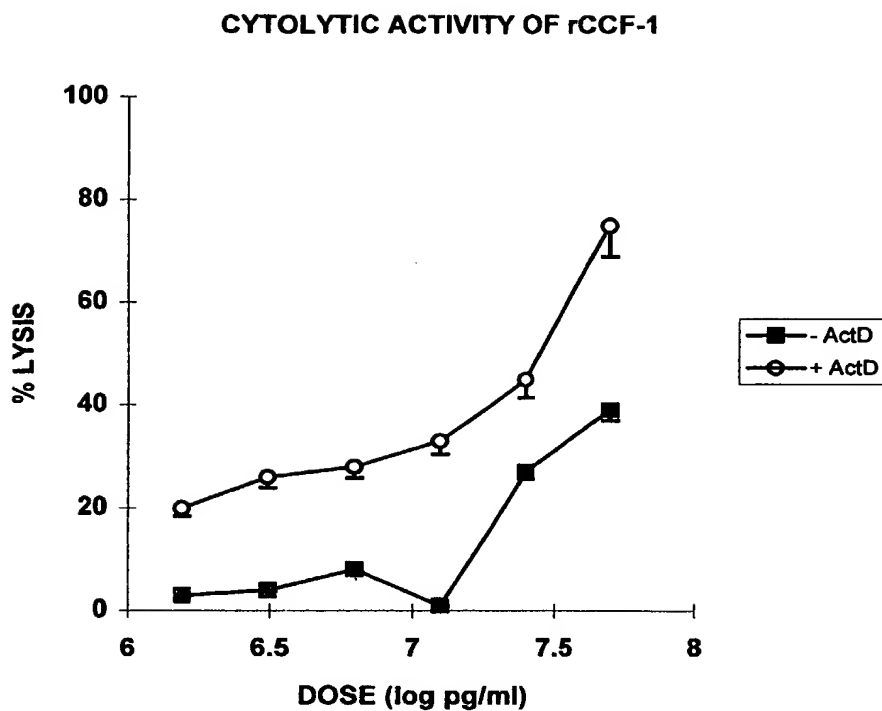 CYTOLYTIC ACTIVITY OF rCCF-1
100
80
60
40
20
0
% LYSIS
6
6.5
7
7.5
8
DOSE (log pg/ml)
- ActD
+ ActD